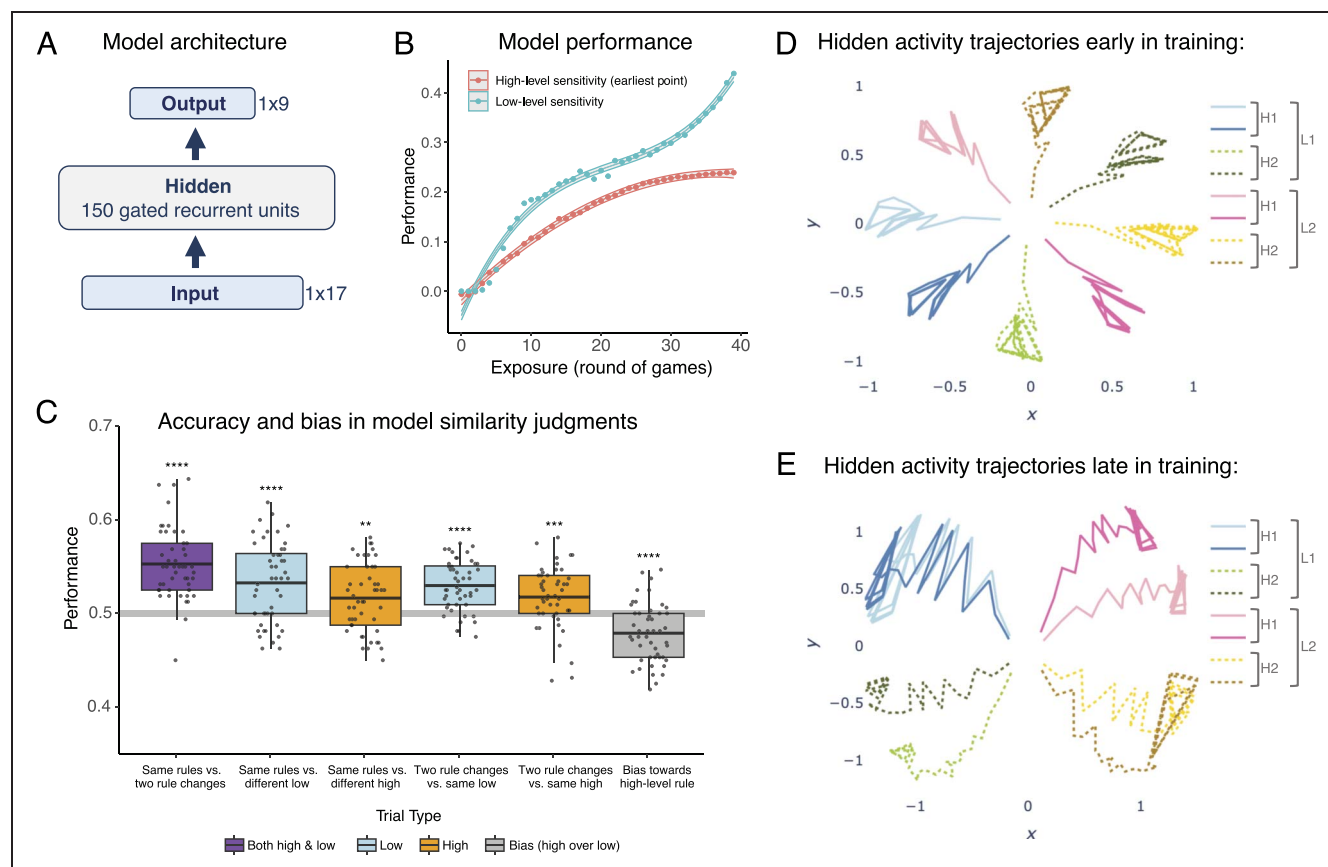 A Model architecture
Output 1x9
Hidden
150 gated recurrent units
Input 1x17
B Model performance
High-level sensitivity (earliest point)
Low-level sensitivity
Performance
0.4
0.3
0.2
0.1
0.0
0 10 20 30 40
Exposure (round of games)
C Accuracy and bias in model similarity judgments
Performance
0.7
0.6
0.5
0.4
**** **** ** **** *** ****
Same rules vs. two rule changes
Same rules vs. different low
Same rules vs. different high
Two rule changes vs. same low
Two rule changes vs. same high
Bias towards high-level rule
Trial Type
Both high & low Low High Bias (high over low)
D Hidden activity trajectories early in training:
y
1
0.5
0
−0.5
−1
−1 −0.5 0 0.5 1
x
H1
H2
L1
H1
H2
L2
E Hidden activity trajectories late in training:
y
1
0.5
0
−0.5
−1
−1 0 1
x
H1
H2
L1
H1
H2
L2